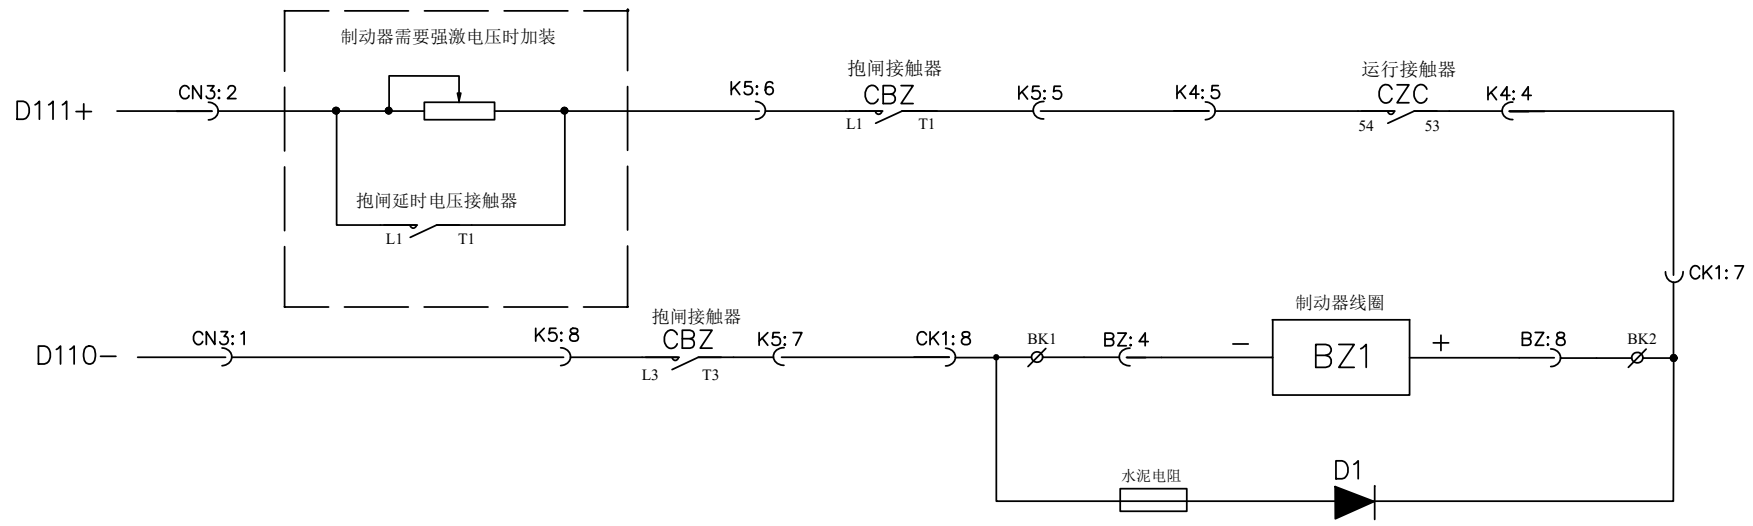 制动器需要强激电压时加装
D111+
CN3:2
K5:6
抱闸接触器
CBZ
L1
T1
K5:5
K4:5
运行接触器
CZC
54
53
K4:4
抱闸延时电压接触器
L1
T1
CK1:7
D110-
CN3:1
K5:8
抱闸接触器
CBZ
L3
T3
K5:7
CK1:8
BK1
BZ:4
制动器线圈
-
BZ1
+
BZ:8
BK2
水泥电阻
D1